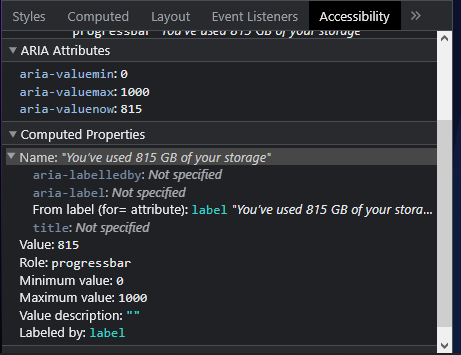 Styles Computed Layout Event Listeners Accessibility
progressbar "You've used 815 GB of your storage"
ARIA Attributes
aria-valuemin: 0
aria-valuemax: 1000
aria-valuenow: 815
Computed Properties
Name: "You've used 815 GB of your storage"
aria-labelledby: Not specified
aria-label: Not specified
From label (for= attribute): label "You've used 815 GB of your stora...
title: Not specified
Value: 815
Role: progressbar
Minimum value: 0
Maximum value: 1000
Value description: ""
Labeled by: label